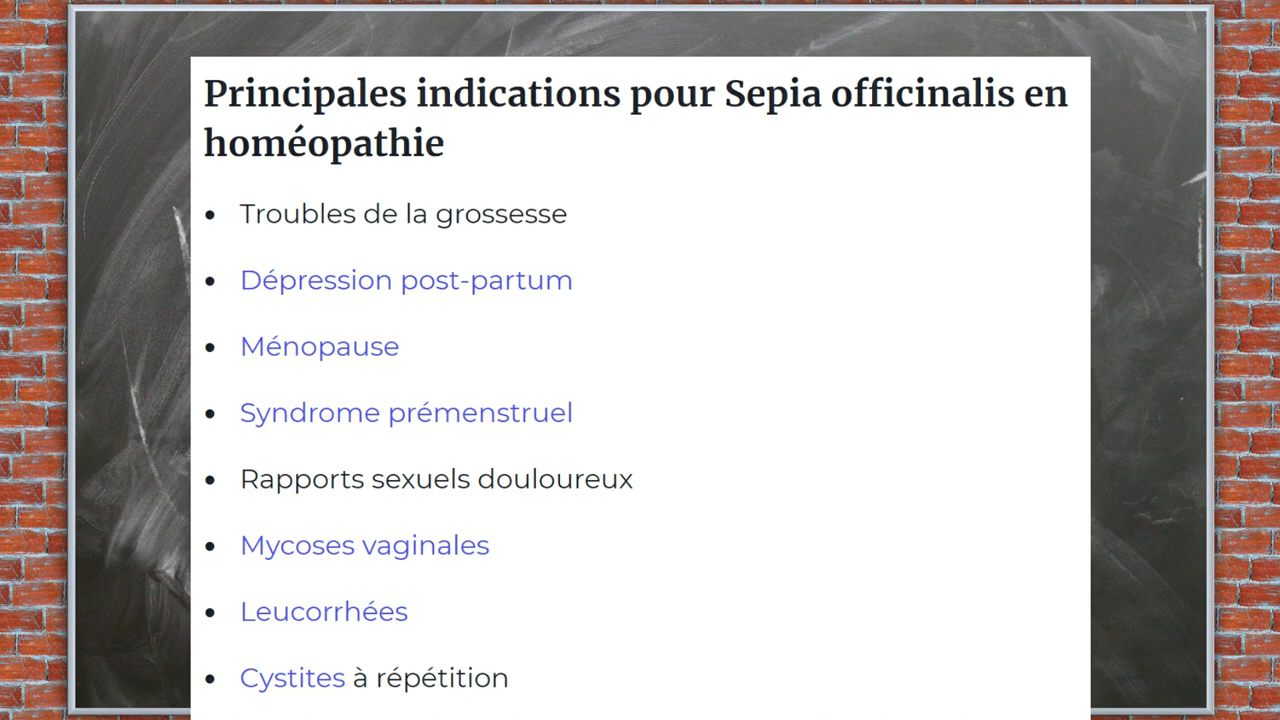 Principales indications pour Sepia officinalis en
homéopathie
• Troubles de la grossesse
• Dépression post-partum
• Ménopause
• Syndrome prémenstruel
• Rapports sexuels douloureux
• Mycoses vaginales
• Leucorrhées
• Cystites à répétition